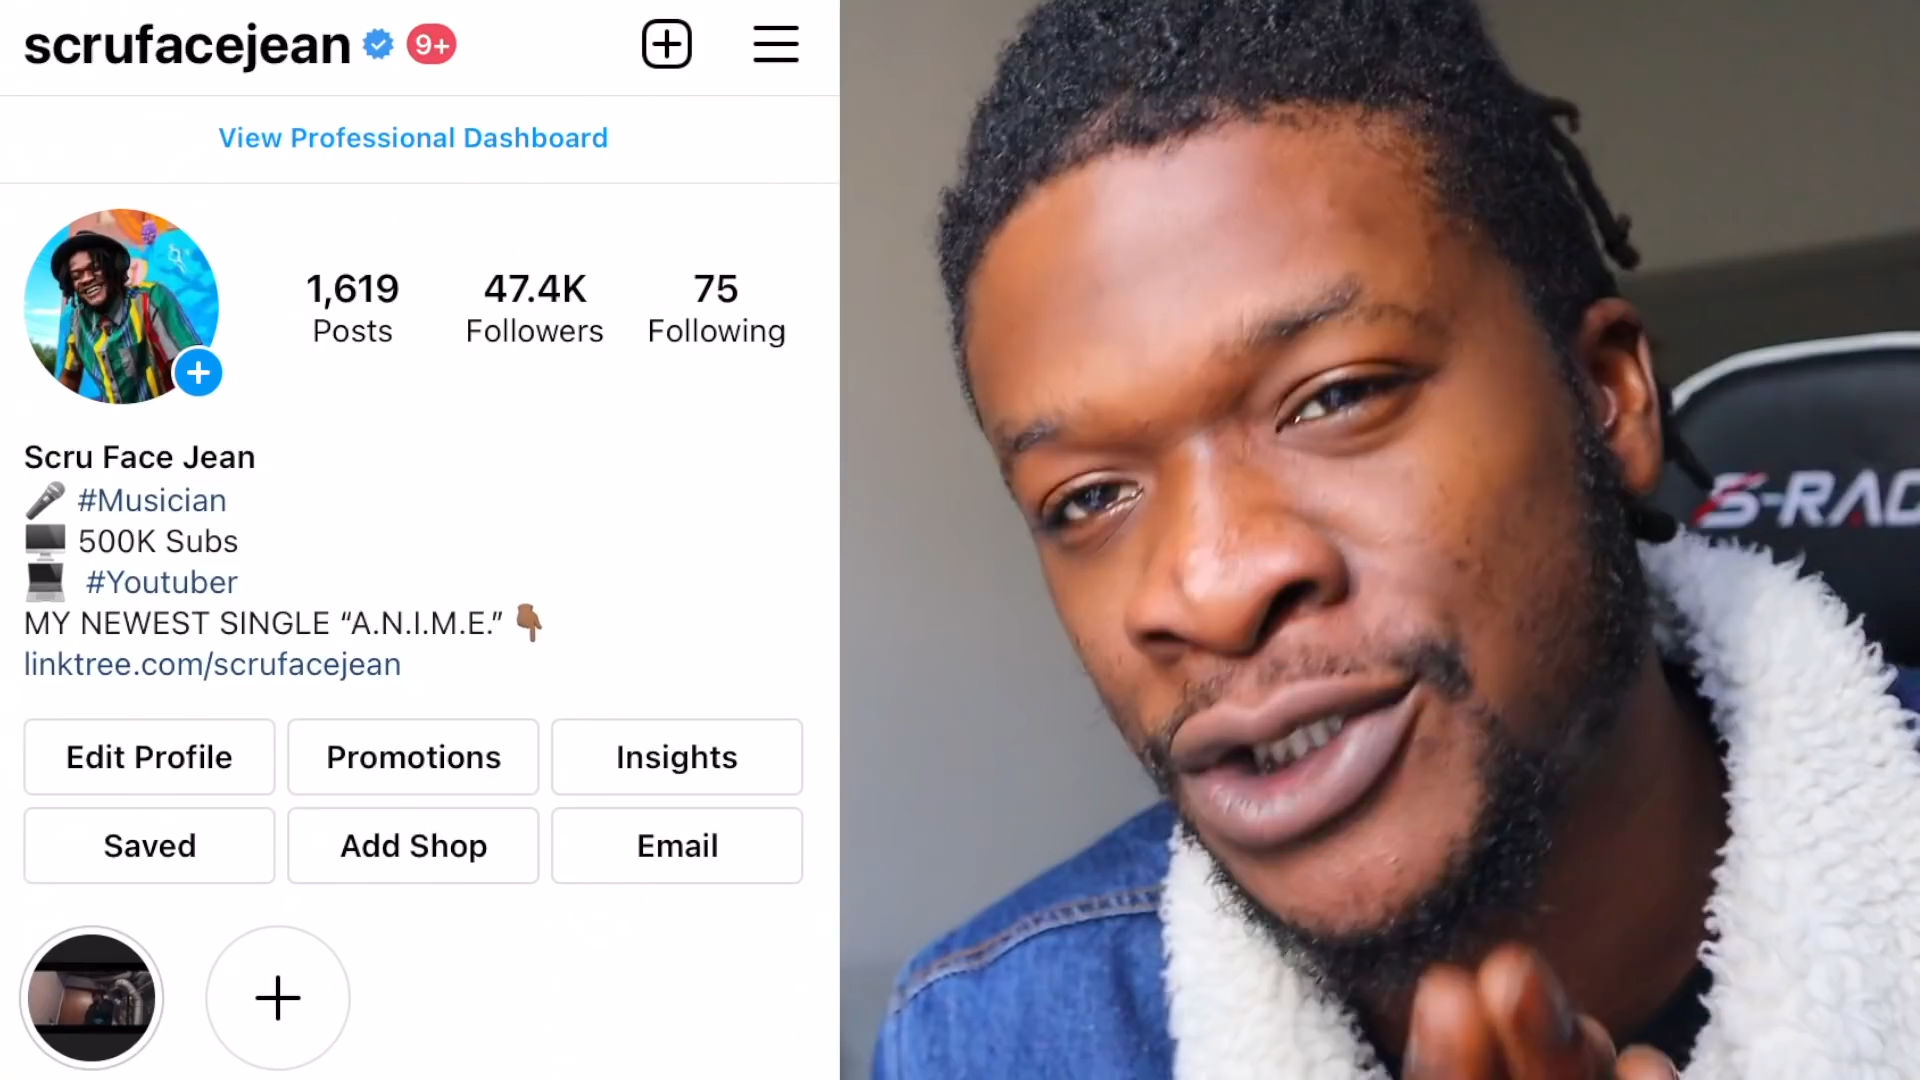 scrufacejean 9+
View Professional Dashboard
1,619 47.4K 75
Posts Followers Following
Scru Face Jean
🎤 #Musician
🖥 500K Subs
💻 #Youtuber
MY NEWEST SINGLE “A.N.I.M.E.” 👇🏾
linktree.com/scrufacejean
Edit Profile Promotions Insights
Saved Add Shop Email
S-RAC